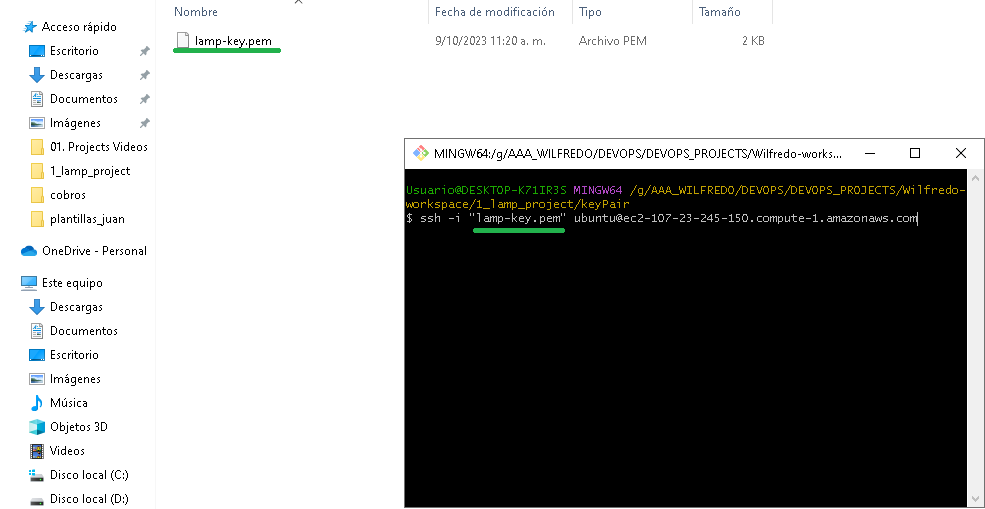 Nombre Fecha de modificación Tipo Tamaño
lamp-key.pem 9/10/2023 11:20 a. m. Archivo PEM 2 KB
Acceso rápido
Escritorio
Descargas
Documentos
Imágenes
01. Projects Videos
1_lamp_project
cobros
plantillas_juan
OneDrive - Personal
Este equipo
Descargas
Documentos
Escritorio
Imágenes
Música
Objetos 3D
Videos
Disco local (C:)
Disco local (D:)
MINGW64:/g/AAA_WILFREDO/DEVOPS/DEVOPS_PROJECTS/Wilfredo-works...
Usuario@DESKTOP-K71IR3S MINGW64 /g/AAA_WILFREDO/DEVOPS/DEVOPS_PROJECTS/Wilfredo-
workspace/1_lamp_project/keyPair
$ ssh -i "lamp-key.pem" ubuntu@ec2-107-23-245-150.compute-1.amazonaws.com